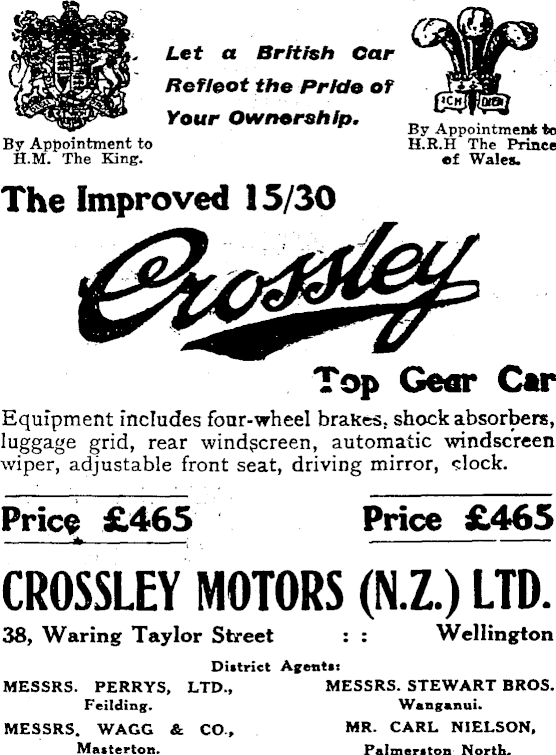 Let a British Car
Reflect the Pride of
Your Ownership.
By Appointment to
H.M. The King.
ICH DIEN
By Appointment to
H.R.H The Prince
of Wales.
The Improved 15/30
Crossley
Top Gear Car
Equipment includes four-wheel brakes, shock absorbers,
luggage grid, rear windscreen, automatic windscreen
wiper, adjustable front seat, driving mirror, clock.
Price £465 Price £465
CROSSLEY MOTORS (N.Z.) LTD.
38, Waring Taylor Street : : Wellington
District Agents:
MESSRS. PERRYS, LTD.,
Feilding.
MESSRS. STEWART BROS.
Wanganui.
MESSRS. WAGG & CO.,
Masterton.
MR. CARL NIELSON,
Palmerston North.